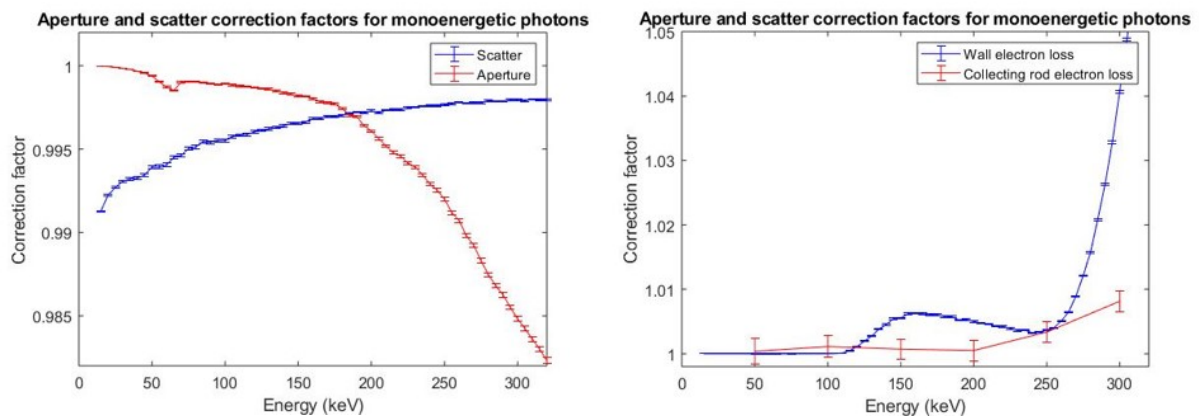 Aperture and scatter correction factors for monoenergetic photons
Scatter
Aperture
1
0.995
0.99
0.985
Correction factor
0
50
100
150
200
250
300
Energy (keV)
Aperture and scatter correction factors for monoenergetic photons
Wall electron loss
Collecting rod electron loss
1.05
1.04
1.03
1.02
1.01
1
Correction factor
0
50
100
150
200
250
300
Energy (keV)